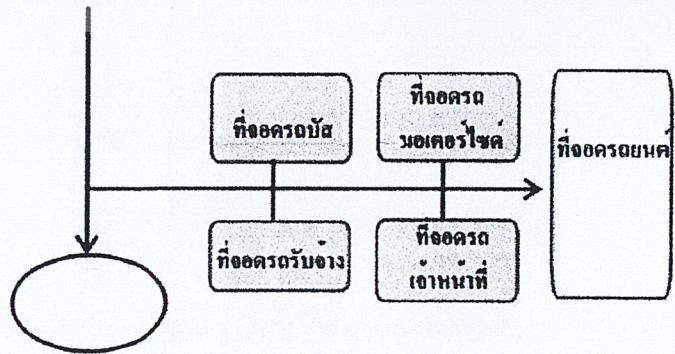 ที่จอดรถบัส
ที่จอดรถ
มอเตอร์ไซค์
ที่จอดรถยนต์
ที่จอดรถรับจ้าง
ที่จอดรถ
เจ้าหน้าที่